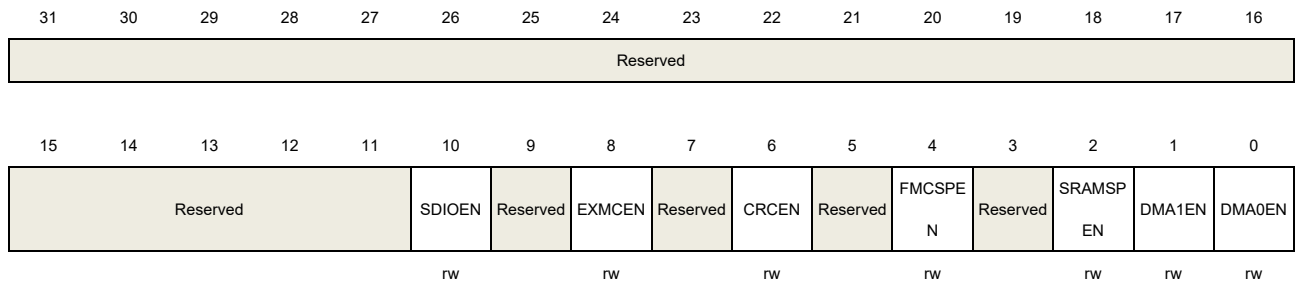 31 30 29 28 27 26 25 24 23 22 21 20 19 18 17 16
Reserved
15 14 13 12 11 10 9 8 7 6 5 4 3 2 1 0
Reserved SDIOEN Reserved EXMCEN Reserved CRCEN Reserved FMCSPE
N Reserved SRAMSP
EN DMA1EN DMA0EN
rw rw rw rw rw rw rw